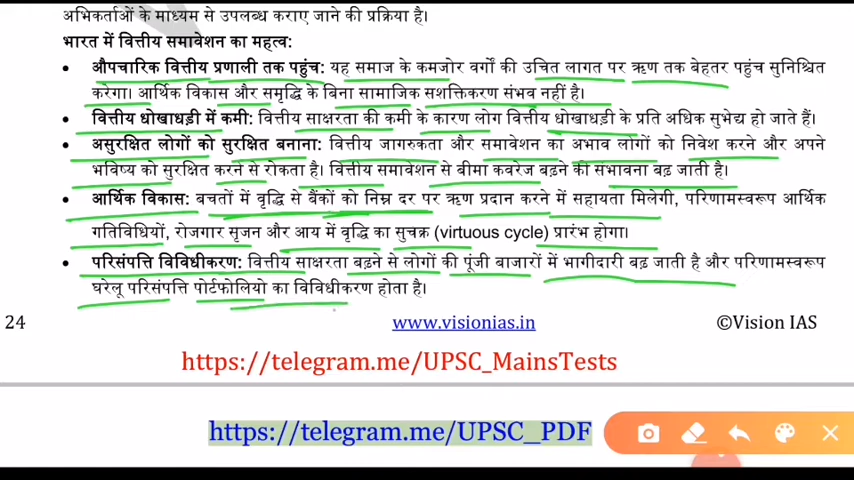 अभिकर्ताओं के माध्यम से उपलब्ध कराए जाने की प्रक्रिया है।
भारत में वित्तीय समावेशन का महत्व:
• औपचारिक वित्तीय प्रणाली तक पहुंच: यह समाज के कमजोर वर्गों की उचित लागत पर ऋण तक बेहतर पहुंच सुनिश्चित
करेगा। आर्थिक विकास और समृद्धि के बिना सामाजिक सशक्तिकरण संभव नहीं है।
• वित्तीय धोखाधड़ी में कमी: वित्तीय साक्षरता की कमी के कारण लोग वित्तीय धोखाधड़ी के प्रति अधिक सुभेद्य हो जाते हैं।
• असुरक्षित लोगों को सुरक्षित बनाना: वित्तीय जागरुकता और समावेशन का अभाव लोगों को निवेश करने और अपने
भविष्य को सुरक्षित करने से रोकता है। वित्तीय समावेशन से बीमा कवरेज बढ़ने की संभावना बढ़ जाती है।
• आर्थिक विकास: बचतों में वृद्धि से बैंकों को निम्न दर पर ऋण प्रदान करने में सहायता मिलेगी, परिणामस्वरूप आर्थिक
गतिविधियों, रोजगार सृजन और आय में वृद्धि का सुचक्र (virtuous cycle) प्रारंभ होगा।
• परिसंपत्ति विविधीकरण: वित्तीय साक्षरता बढ़ने से लोगों की पूंजी बाजारों में भागीदारी बढ़ जाती है और परिणामस्वरूप
घरेलू परिसंपत्ति पोर्टफोलियो का विविधीकरण होता है।
24 www.visionias.in ©Vision IAS
https://telegram.me/UPSC_MainsTests
https://telegram.me/UPSC_PDF